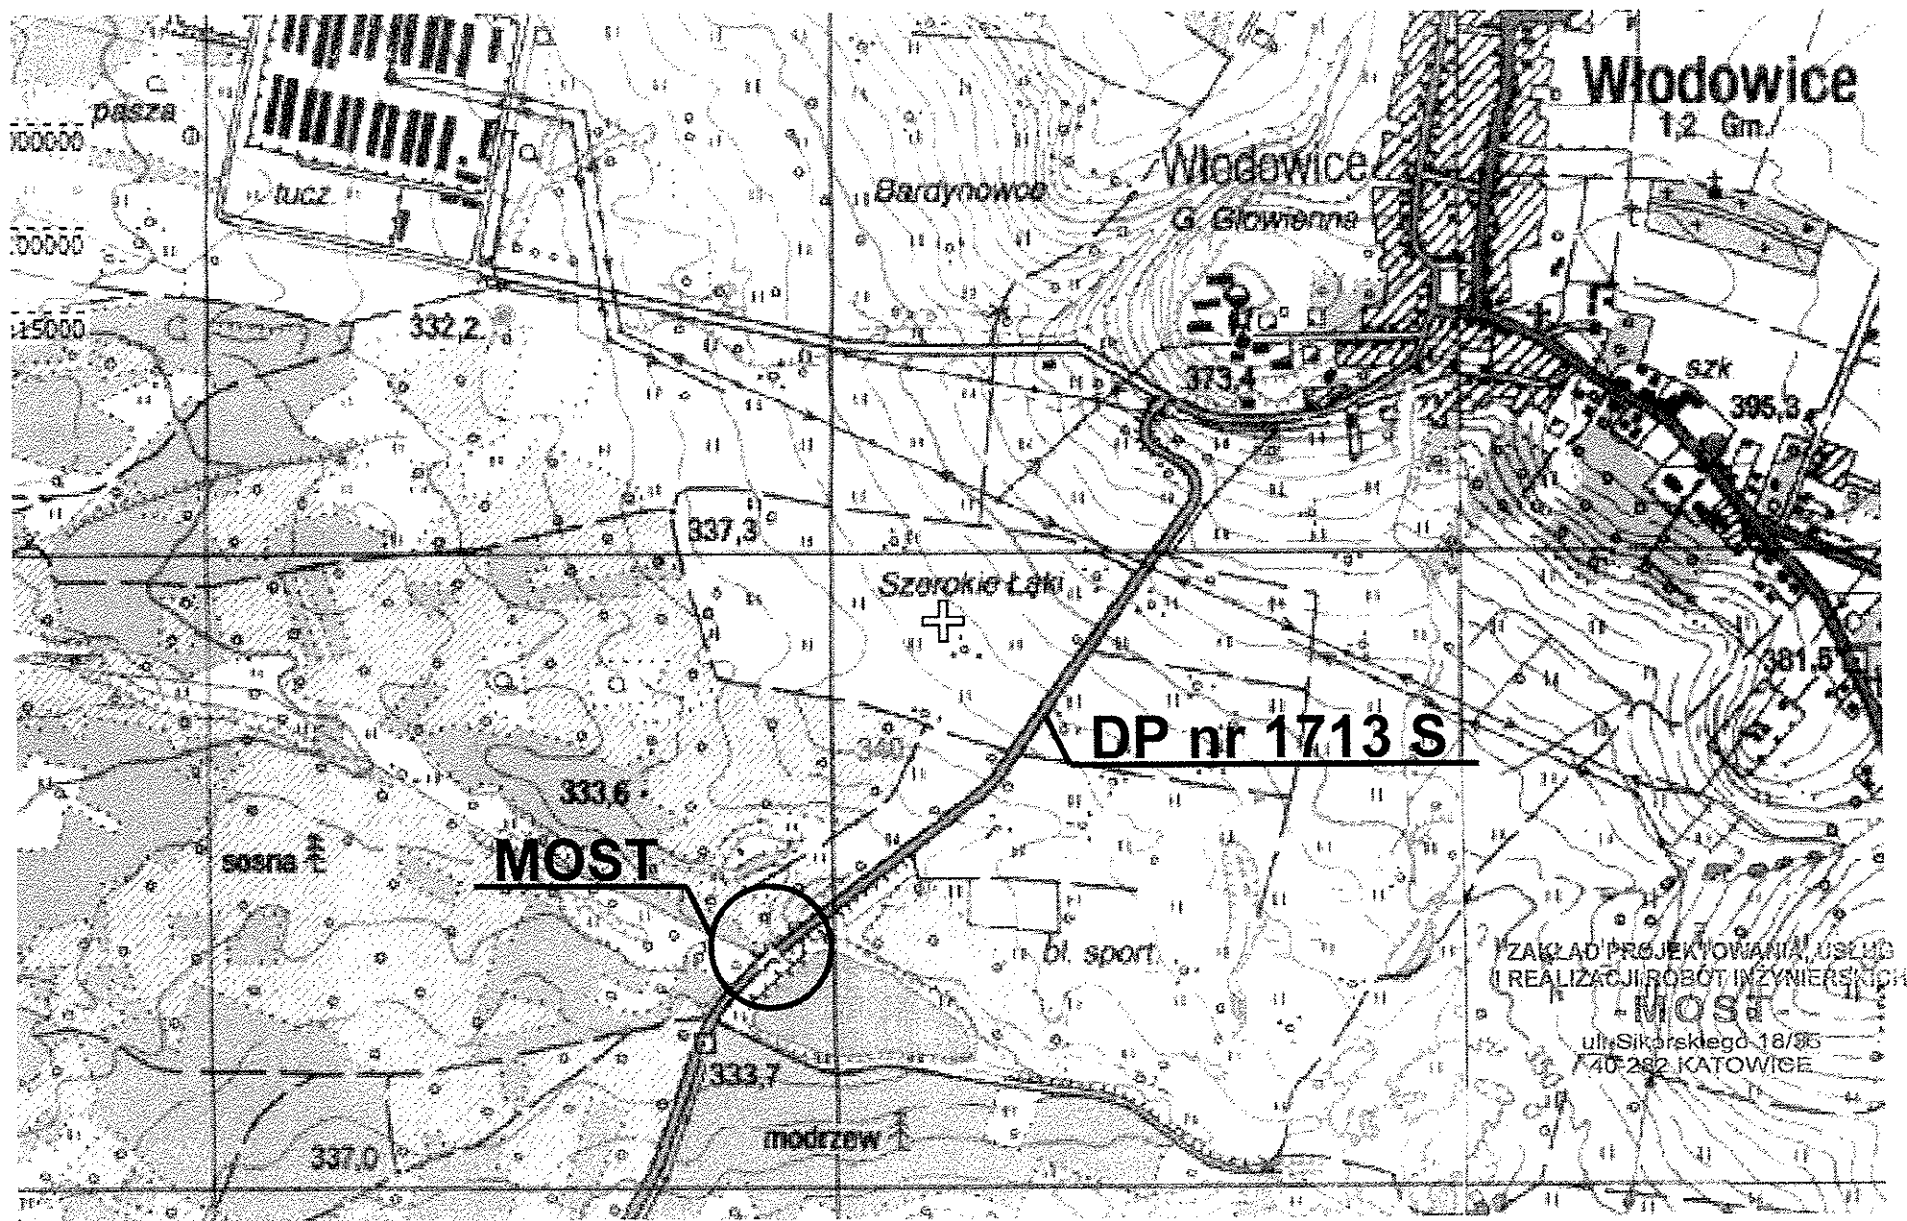 Włodowice
1,2 Gm.
pasza
tucz.
Bardynowce
Włodowice
G. Głowienna
332,2
373,4
szk
395,3
337,3
Szerokie Łąki
381,5
DP nr 1713 S
340
333,6
MOST
sosna
bl. sport.
ZAKŁAD PROJEKTOWANIA, USŁUG
I REALIZACJI ROBÓT INŻYNIERSKICH
- MOST -
ul. Sikorskiego 18/85
40-282 KATOWICE
333,7
modrzew
337,0